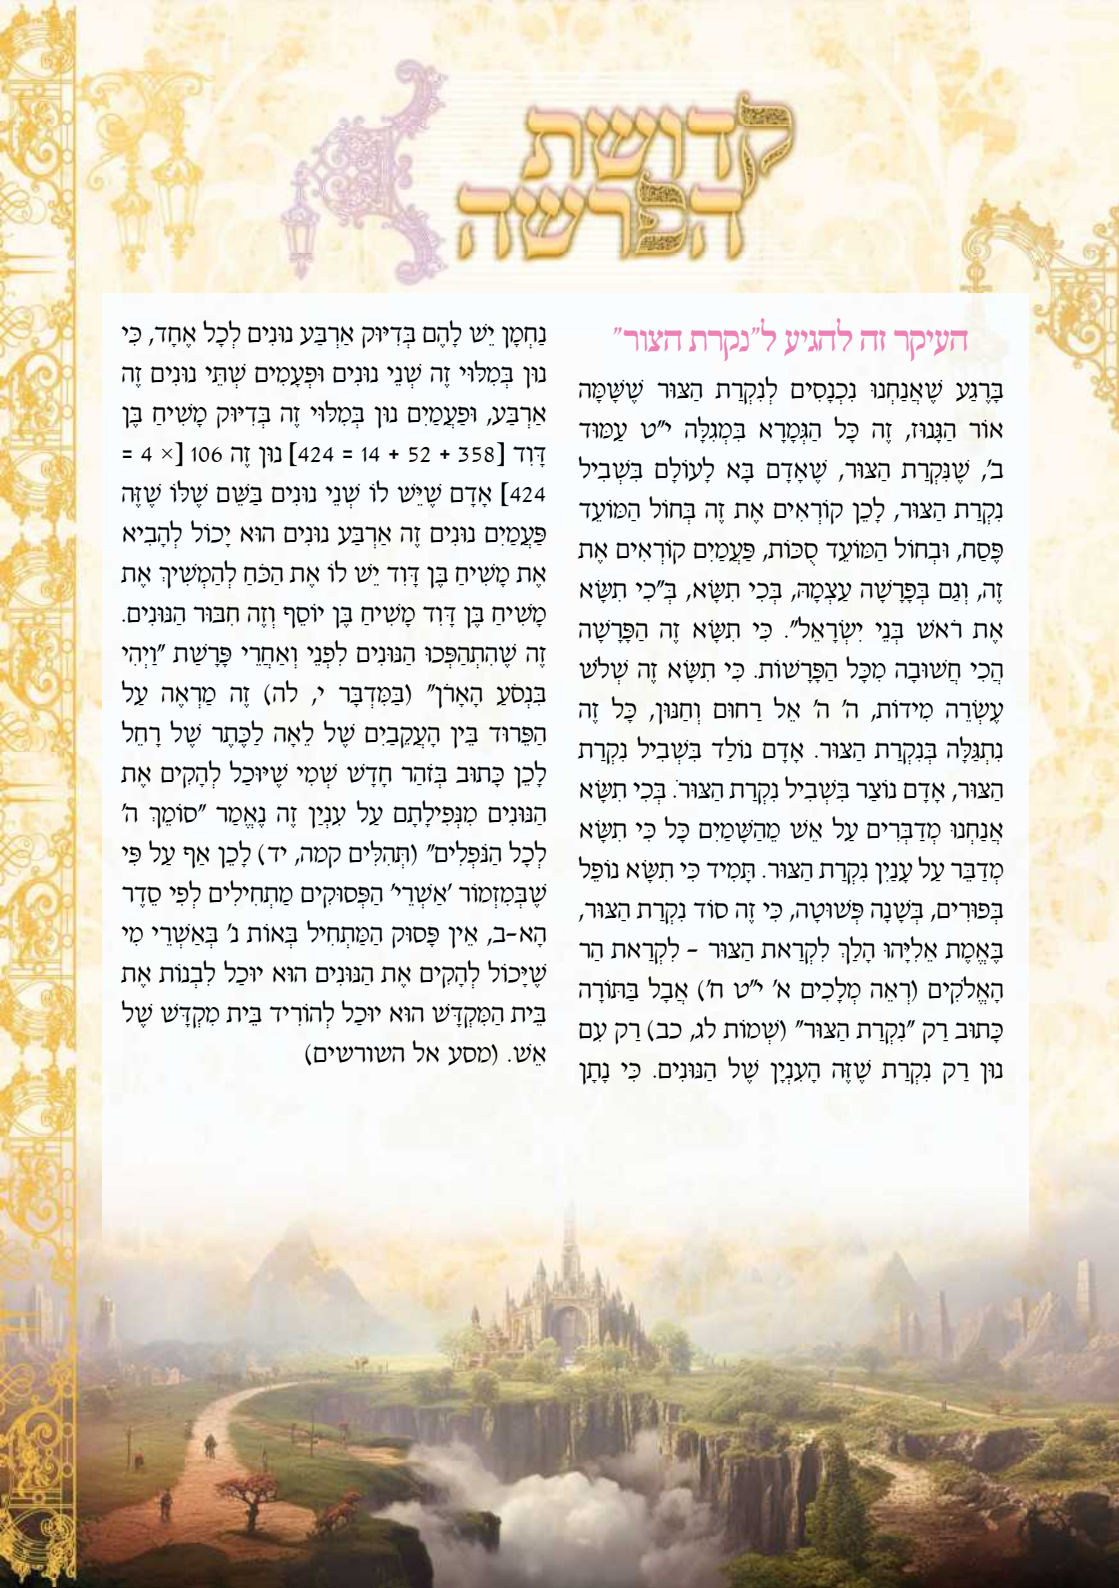 קדושת
הפרשה
העיקר זה להגיע ל"נקרת הצור"
בָּרֶגַע שֶׁאֲנַחְנוּ נִכְנָסִים לְנִקְרַת הַצּוּר שֶׁשָּׁמָּה
אוֹר הַגָּנוּז, זֶה כָּל הַגְּמָרָא בִּמְגִלָּה י"ט עַמּוּד
ב', שֶׁנִּקְרַת הַצּוּר, שֶׁאָדָם בָּא לָעוֹלָם בִּשְׁבִיל
נִקְרַת הַצּוּר, לָכֵן קוֹרְאִים אֶת זֶה בְּחוֹל הַמּוֹעֵד
פֶּסַח, וּבְחוֹל הַמּוֹעֵד סֻכּוֹת, פַּעֲמַיִם קוֹרְאִים אֶת
זֶה, וְגַם בְּפָרָשָׁה עַצְמָהּ, בְּכִי תִשָּׂא, בְּ"כִי תִשָּׂא
אֶת רֹאשׁ בְּנֵי יִשְׂרָאֵל". כִּי תִשָּׂא זֶה הַפָּרָשָׁה
הֲכִי חֲשׁוּבָה מִכָּל הַפָּרָשׁוֹת. כִּי תִשָּׂא זֶה שְׁלֹשׁ
עֶשְׂרֵה מִידוֹת, ה' ה' אֵל רַחוּם וְחַנּוּן, כָּל זֶה
נִתְגַּלָּה בְּנִקְרַת הַצּוּר. אָדָם נוֹלַד בִּשְׁבִיל נִקְרַת
הַצּוּר, אָדָם נוֹצַר בִּשְׁבִיל נִקְרַת הַצּוּר. בְּכִי תִשָּׂא
אֲנַחְנוּ מְדַבְּרִים עַל אֵשׁ מֵהַשָּׁמַיִם כָּל כִּי תִשָּׂא
מְדַבֵּר עַל עִנְיַן נִקְרַת הַצּוּר. תָּמִיד כִּי תִשָּׂא נוֹפֵל
בְּפוּרִים, בְּשָׁנָה פְּשׁוּטָה, כִּי זֶה סוֹד נִקְרַת הַצּוּר,
בֶּאֱמֶת אֵלִיָּהוּ הָלַךְ לִקְרַאת הַצּוּר – לִקְרַאת הַר
הָאֱלֹקִים (רְאֵה מְלָכִים א' י"ט ח') אֲבָל בַּתּוֹרָה
כָּתוּב רַק "נִקְרַת הַצּוּר" (שְׁמוֹת לג, כב) רַק עִם
נוּן רַק נִקְרַת שֶׁזֶּה הָעִנְיָן שֶׁל הַנּוּנִים. כִּי נָתָן
נַחְמָן יֵשׁ לָהֶם בְּדִיּוּק אַרְבַּע נוּנִים לְכָל אֶחָד, כִּי
נוּן בְּמִלּוּי זֶה שְׁנֵי נוּנִים וּפְעָמִים שְׁתֵּי נוּנִים זֶה
אַרְבַּע, וּפַעֲמַיִם נוּן בְּמִלּוּי זֶה בְּדִיּוּק מָשִׁיחַ בֶּן
דָּוִד [358 + 52 + 14 = 424] נוּן זֶה 106 [× 4 =
424] אָדָם שֶׁיֵּשׁ לוֹ שְׁנֵי נוּנִים בַּשֵּׁם שֶׁלּוֹ שֶׁזֶּה
פַּעֲמַיִם נוּנִים זֶה אַרְבַּע נוּנִים הוּא יָכוֹל לְהָבִיא
אֶת מָשִׁיחַ בֶּן דָּוִד יֵשׁ לוֹ אֶת הַכֹּחַ לְהַמְשִׁיךְ אֶת
מָשִׁיחַ בֶּן דָּוִד מָשִׁיחַ בֶּן יוֹסֵף וְזֶה חִבּוּר הַנּוּנִים.
זֶה שֶׁהִתְהַפְּכוּ הַנּוּנִים לִפְנֵי וְאַחֲרֵי פָּרָשַׁת "וַיְהִי
בִּנְסֹעַ הָאָרֹן" (בַּמִּדְבָּר י, לה) זֶה מַרְאֶה עַל
הַפֵּרוּד בֵּין הָעֲקֵבַיִם שֶׁל לֵאָה לַכֶּתֶר שֶׁל רָחֵל
לָכֵן כָּתוּב בְּזֹהַר חָדָשׁ שְׁמִי שֶׁיּוּכַל לְהָקִים אֶת
הַנּוּנִים מִנְּפִילָתָם עַל עִנְיַן זֶה נֶאֱמַר "סוֹמֵךְ ה'
לְכָל הַנֹּפְלִים" (תְּהִלִּים קמה, יד) לָכֵן אַף עַל פִּי
שֶׁבְּמִזְמוֹר 'אַשְׁרֵי' הַפְּסוּקִים מַתְחִילִים לְפִי סֵדֶר
הָא-ב, אֵין פָּסוּק הַמַּתְחִיל בְּאוֹת נ' בְּאַשְׁרֵי מִי
שֶׁיָּכוֹל לְהָקִים אֶת הַנּוּנִים הוּא יוּכַל לִבְנוֹת אֶת
בֵּית הַמִּקְדָּשׁ הוּא יוּכַל לְהוֹרִיד בֵּית מִקְדָּשׁ שֶׁל
אֵשׁ. (מסע אל השורשים)